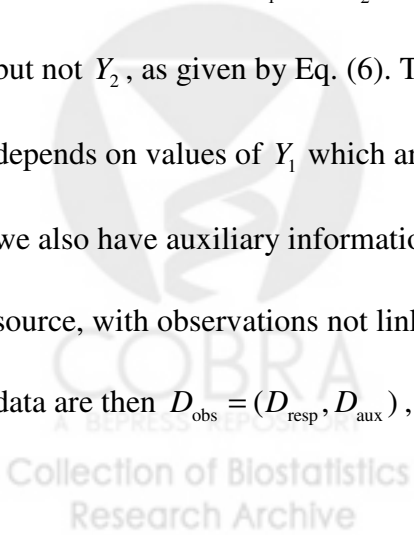 but not Y₂, as given by Eq. (6). T
depends on values of Y₁ which ar
we also have auxiliary informatio
source, with observations not link
COBRA
data are then D_obs = (D_resp, D_aux),
A BEPRESS REPOSITORY
Collection of Biostatistics
Research Archive